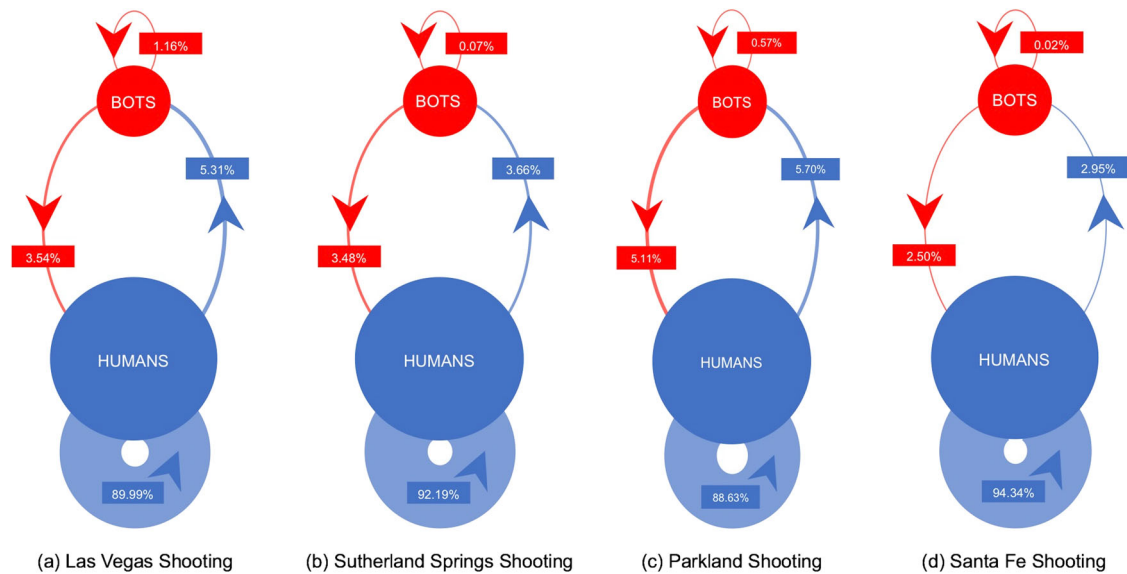 1.16%
BOTS
5.31%
3.54%
HUMANS
89.99%
(a) Las Vegas Shooting
0.07%
BOTS
3.66%
3.48%
HUMANS
92.19%
(b) Sutherland Springs Shooting
0.57%
BOTS
5.70%
5.11%
HUMANS
88.63%
(c) Parkland Shooting
0.02%
BOTS
2.95%
2.50%
HUMANS
94.34%
(d) Santa Fe Shooting